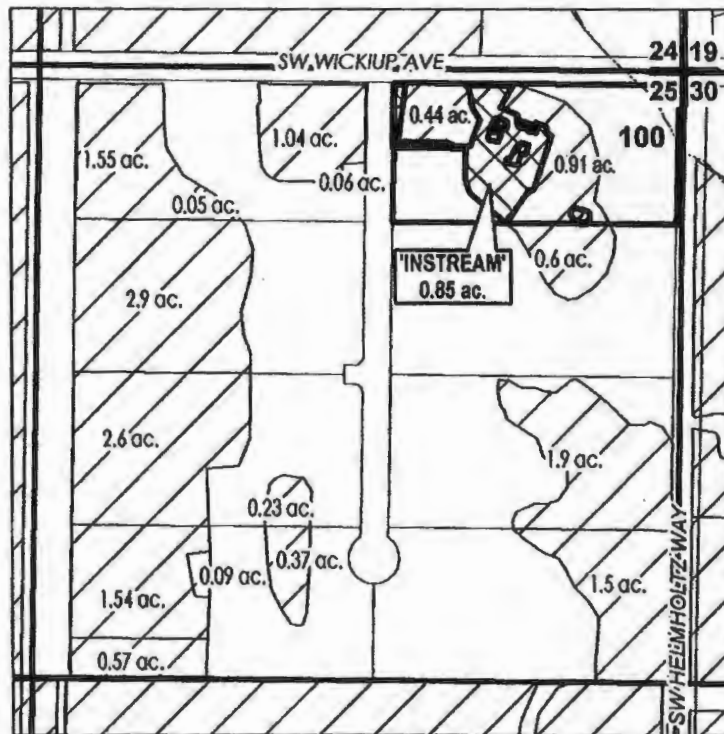 SW WICKIUP AVE
24 19
25 30
0.44 ac.
1.04 ac.
100
1.55 ac.
0.91 ac.
0.06 ac.
0.05 ac.
0.6 ac.
"INSTREAM"
0.85 ac.
2.9 ac.
2.6 ac.
1.9 ac.
0.23 ac.
0.37 ac.
0.09 ac.
1.5 ac.
1.54 ac.
0.57 ac.
SW HELMHOLTZ WAY